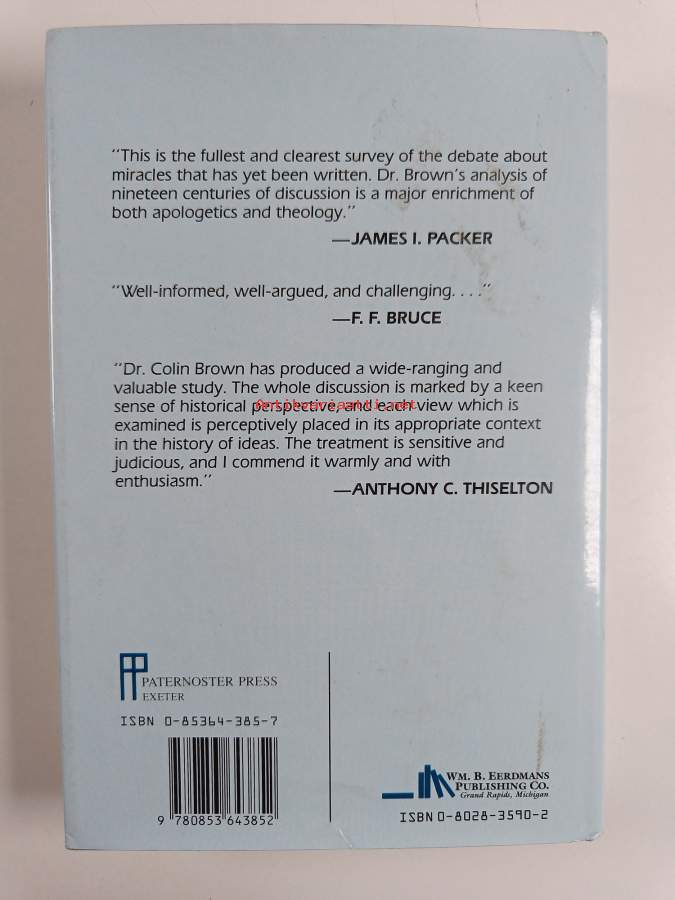 "This is the fullest and clearest survey of the debate about
miracles that has yet been written. Dr. Brown's analysis of
nineteen centuries of discussion is a major enrichment of
both apologetics and theology."
—JAMES I. PACKER
"Well-informed, well-argued, and challenging. . . ."
—F. F. BRUCE
"Dr. Colin Brown has produced a wide-ranging and
valuable study. The whole discussion is marked by a keen
sense of historical perspective, and each view which is
Antikvariaatti.net
examined is perceptively placed in its appropriate context
in the history of ideas. The treatment is sensitive and
judicious, and I commend it warmly and with
enthusiasm."
—ANTHONY C. THISELTON
PATERNOSTER PRESS
EXETER
ISBN 0-85364-385-7
9 780853 643852
WM. B. EERDMANS
PUBLISHING CO.
Grand Rapids, Michigan
ISBN 0-8028-3590-2